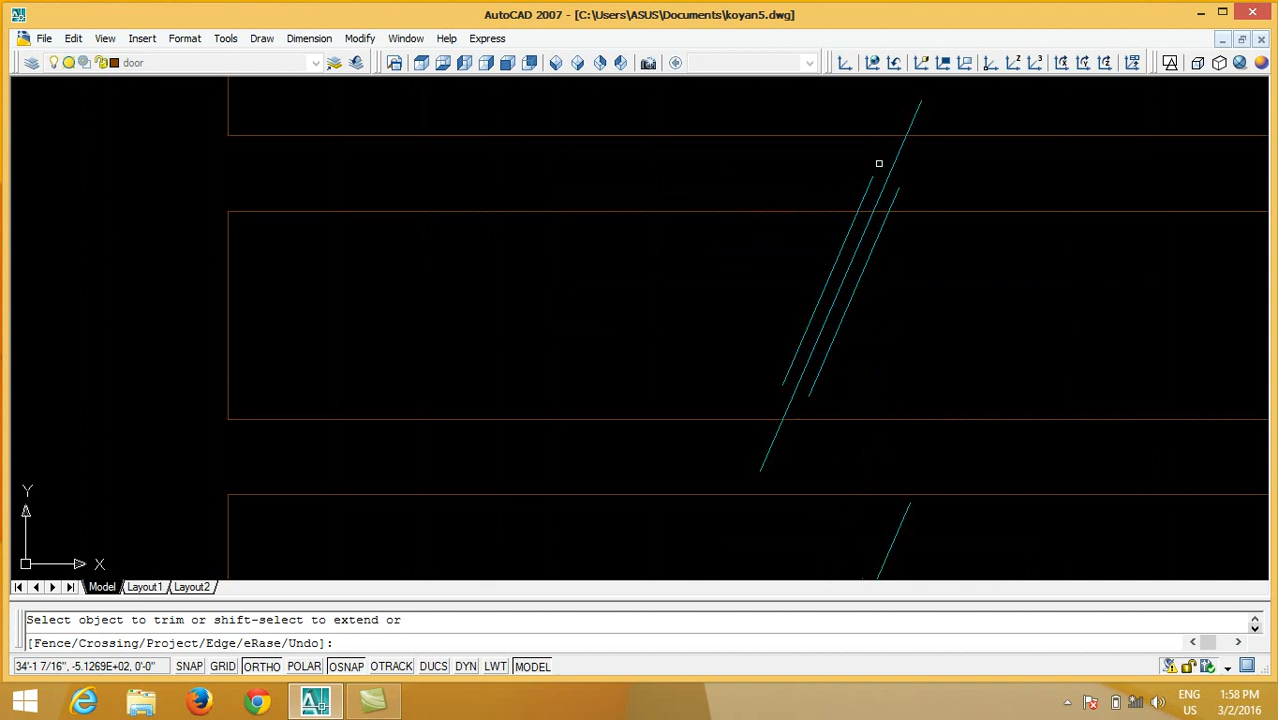 AutoCAD 2007 - [C:\Users\ASUS\Documents\koyan5.dwg]
File Edit View Insert Format Tools Draw Dimension Modify Window Help Express
door
Y
X
Model Layout1 Layout2
Select object to trim or shift-select to extend or
[Fence/Crossing/Project/Edge/eRase/Undo]:
34'-1 7/16", -5.1269E+02, 0'-0" SNAP GRID ORTHO POLAR OSNAP OTRACK DUCS DYN LWT MODEL
ENG 1:58 PM
US 3/2/2016